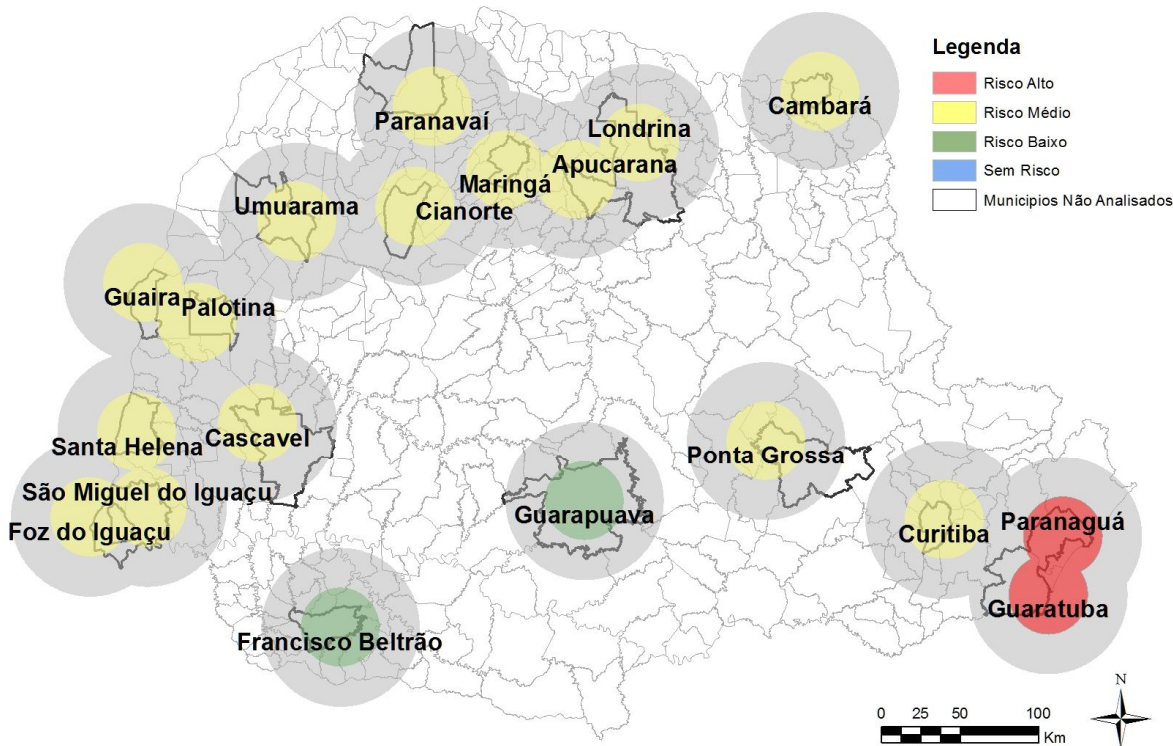 Legenda
Risco Alto
Risco Médio
Risco Baixo
Sem Risco
Municipios Não Analisados
Cambará
Paranavaí
Londrina
Apucarana
Maringá
Umuarama
Cianorte
Guaira
Palotina
Santa Helena
Cascavel
Ponta Grossa
São Miguel do Iguaçu
Foz do Iguaçu
Guarapuava
Curitiba
Paranaguá
Guaratuba
Francisco Beltrão
N
0 25 50 100
Km